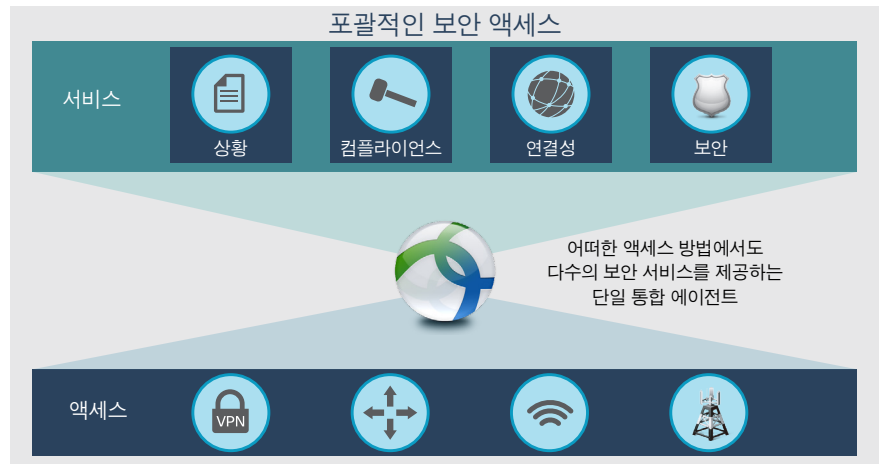 포괄적인 보안 액세스
서비스
상황
컴플라이언스
연결성
보안
어떠한 액세스 방법에서도
다수의 보안 서비스를 제공하는
단일 통합 에이전트
액세스
VPN